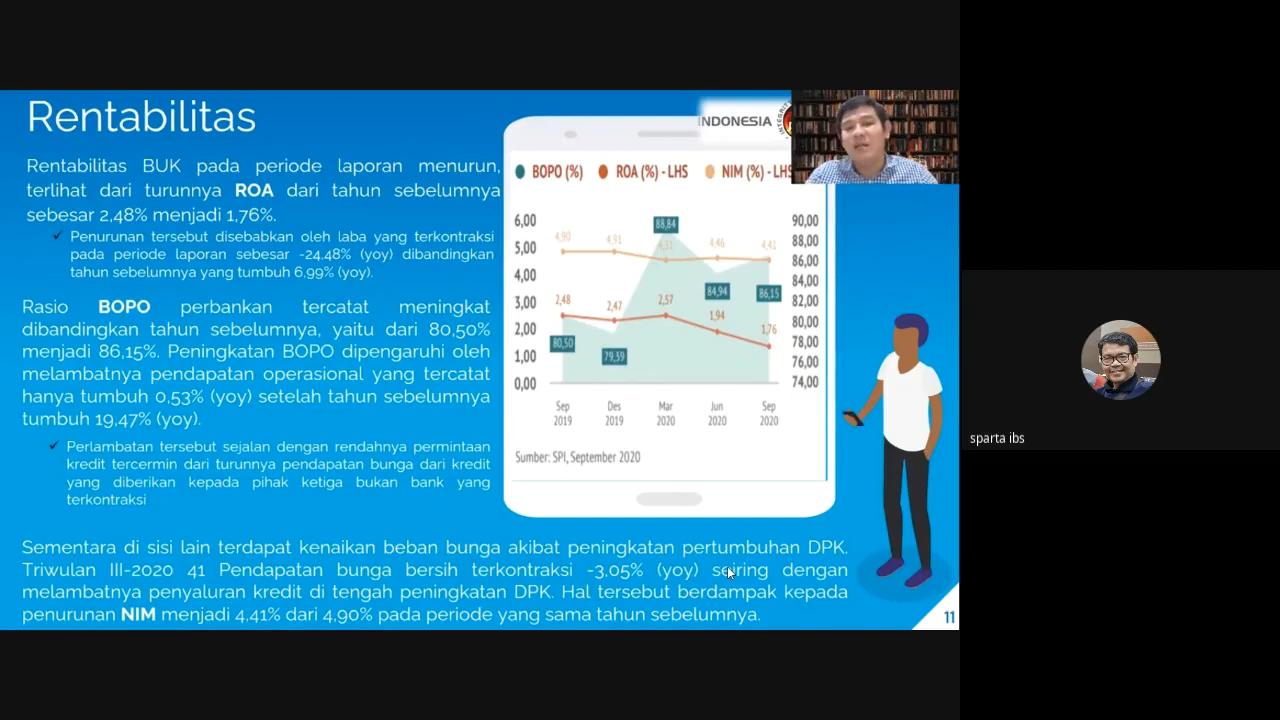 Rentabilitas
Rentabilitas BUK pada periode laporan menurun,
terlihat dari turunnya ROA dari tahun sebelumnya
sebesar 2,48% menjadi 1,76%.
✓ Penurunan tersebut disebabkan oleh laba yang terkontraksi
pada periode laporan sebesar -24,48% (yoy) dibandingkan
tahun sebelumnya yang tumbuh 6,99% (yoy).
Rasio BOPO perbankan tercatat meningkat
dibandingkan tahun sebelumnya, yaitu dari 80,50%
menjadi 86,15%. Peningkatan BOPO dipengaruhi oleh
melambatnya pendapatan operasional yang tercatat
hanya tumbuh 0,53% (yoy) setelah tahun sebelumnya
tumbuh 19,47% (yoy).
✓ Perlambatan tersebut sejalan dengan rendahnya permintaan
kredit tercermin dari turunnya pendapatan bunga dari kredit
yang diberikan kepada pihak ketiga bukan bank yang
terkontraksi
Sementara di sisi lain terdapat kenaikan beban bunga akibat peningkatan pertumbuhan DPK.
Triwulan III-2020 41 Pendapatan bunga bersih terkontraksi -3,05% (yoy) seiring dengan
melambatnya penyaluran kredit di tengah peningkatan DPK. Hal tersebut berdampak kepada
penurunan NIM menjadi 4,41% dari 4,90% pada periode yang sama tahun sebelumnya.
INDONESIA
BOPO (%) ROA (%) - LHS NIM (%) - LHS
6,00 88,84 90,00
4,90 4,91 4,31 4,46 4,41 88,00
5,00 86,00
4,00 84,00
3,00 2,48 2,47 2,57 84,94 86,15 82,00
2,00 1,94 1,76 80,00
1,00 80,50 79,39 78,00
76,00
0,00 74,00
Sep Des Mar Jun Sep
2019 2019 2020 2020 2020
Sumber: SPI, September 2020
11
sparta ibs